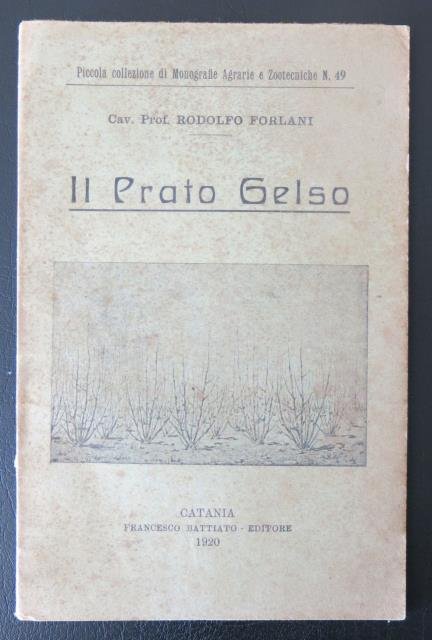 Piccola collezione di Monografie Agrarie e Zootecniche N. 49
Cav. Prof. RODOLFO FORLANI
Il Prato Gelso
CATANIA
FRANCESCO BATTIATO - EDITORE
1920